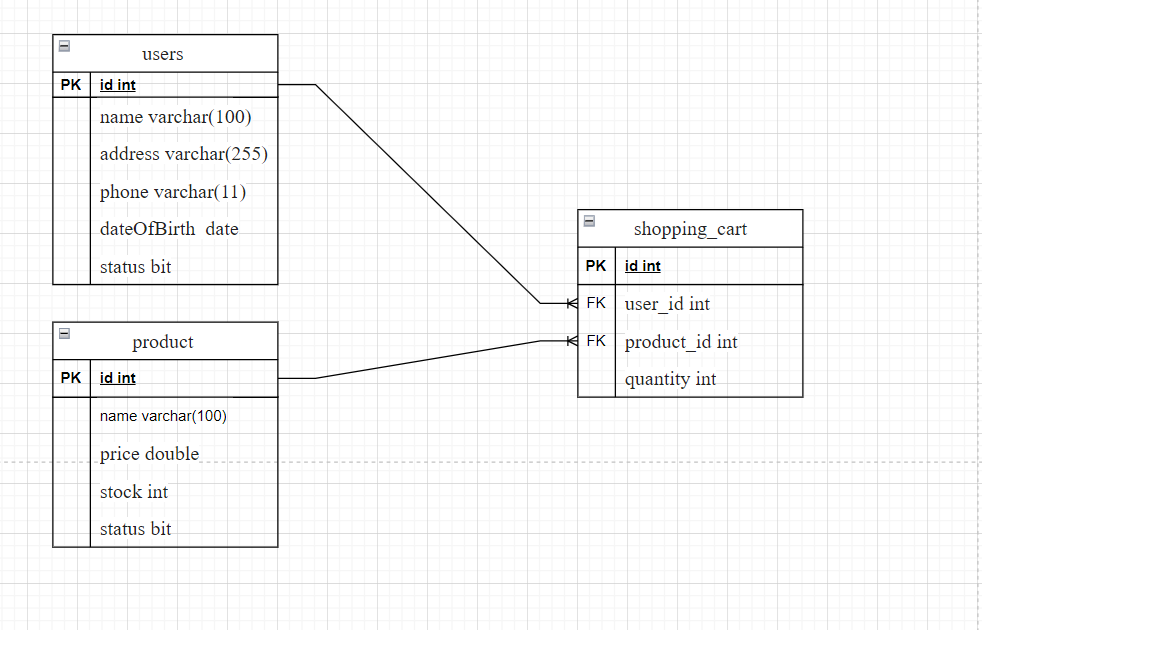 users
PK id int
name varchar(100)
address varchar(255)
phone varchar(11)
dateOfBirth  date
status bit
product
PK id int
name varchar(100)
price double
stock int
status bit
shopping_cart
PK id int
FK user_id int
FK product_id int
quantity int